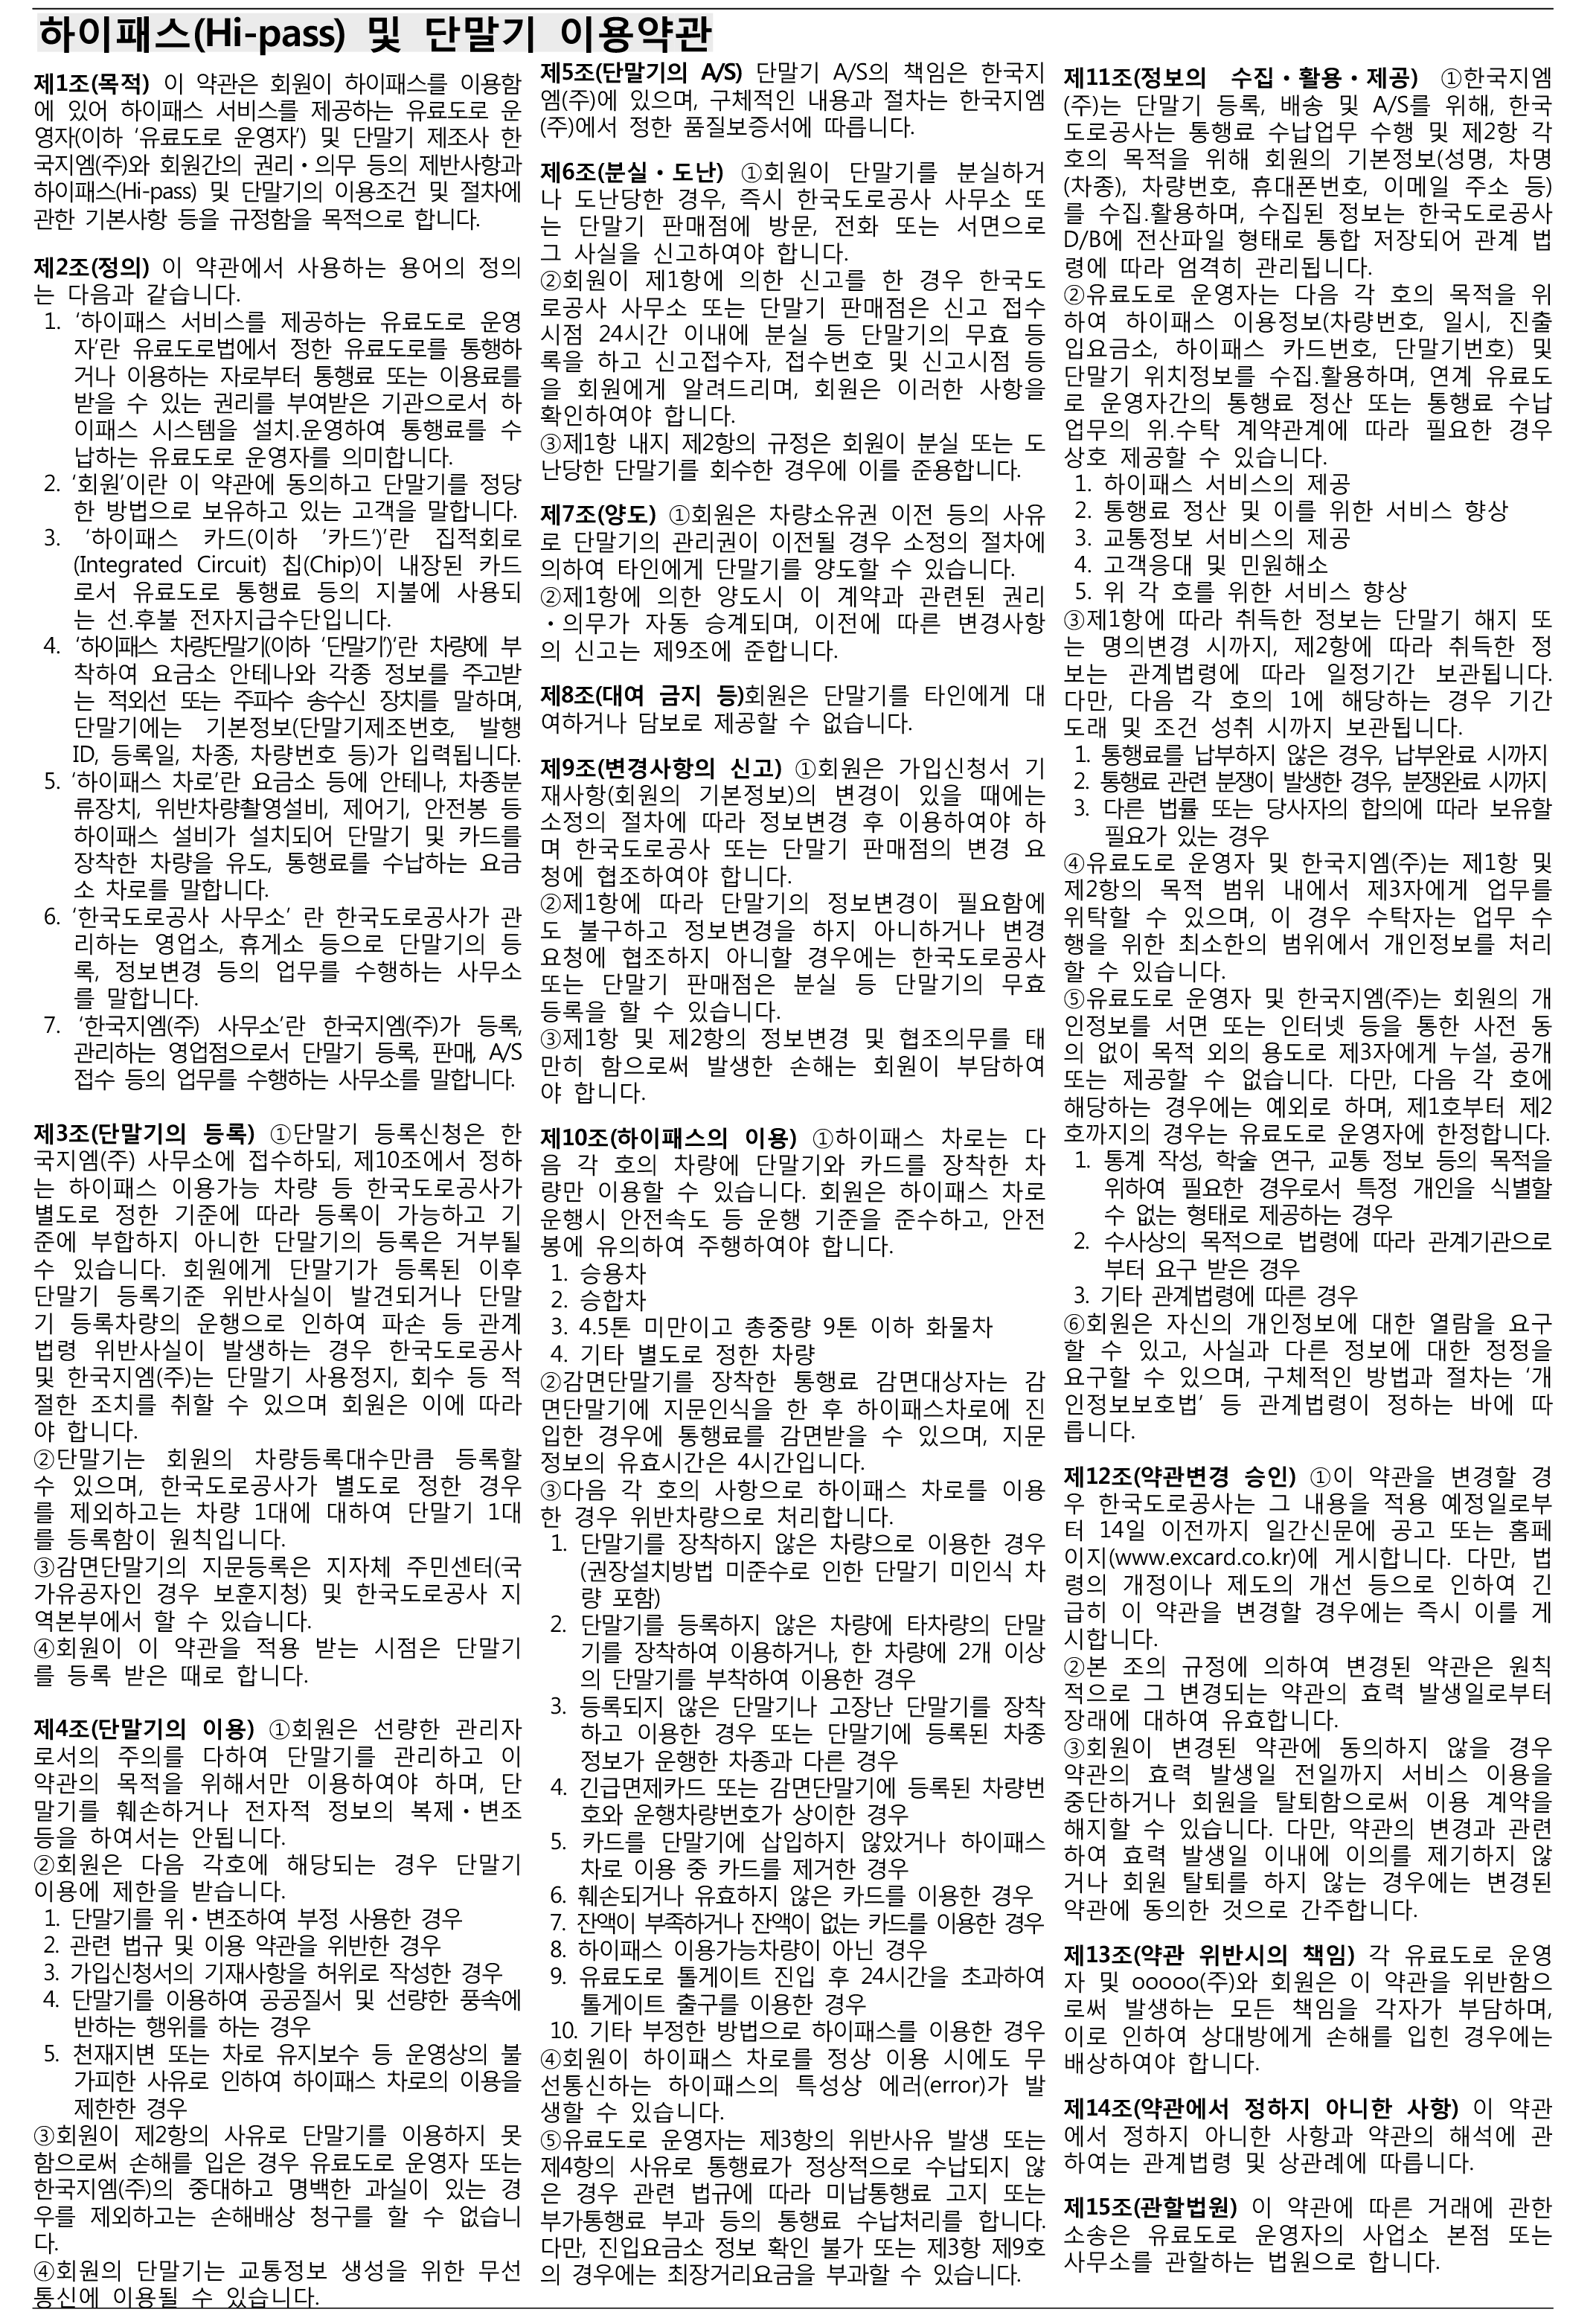 하이패스(Hi-pass) 및 단말기 이용약관
제1조(목적) 이 약관은 회원이 하이패스를 이용함
에 있어 하이패스 서비스를 제공하는 유료도로 운
영자(이하 ‘유료도로 운영자’) 및 단말기 제조사 한
국지엠(주)와 회원간의 권리・의무 등의 제반사항과
하이패스(Hi-pass) 및 단말기의 이용조건 및 절차에
관한 기본사항 등을 규정함을 목적으로 합니다.
제2조(정의) 이 약관에서 사용하는 용어의 정의
는 다음과 같습니다.
1. ‘하이패스 서비스를 제공하는 유료도로 운영
자’란 유료도로법에서 정한 유료도로를 통행하
거나 이용하는 자로부터 통행료 또는 이용료를
받을 수 있는 권리를 부여받은 기관으로서 하
이패스 시스템을 설치.운영하여 통행료를 수
납하는 유료도로 운영자를 의미합니다.
2. ‘회원’이란 이 약관에 동의하고 단말기를 정당
한 방법으로 보유하고 있는 고객을 말합니다.
3. ‘하이패스 카드(이하 ‘카드’)’란 집적회로
(Integrated Circuit) 칩(Chip)이 내장된 카드
로서 유료도로 통행료 등의 지불에 사용되
는 선.후불 전자지급수단입니다.
4. ‘하이패스 차량단말기(이하 ‘단말기’)’란 차량에 부
착하여 요금소 안테나와 각종 정보를 주고받
는 적외선 또는 주파수 송수신 장치를 말하며,
단말기에는 기본정보(단말기제조번호, 발행
ID, 등록일, 차종, 차량번호 등)가 입력됩니다.
5. ‘하이패스 차로’란 요금소 등에 안테나, 차종분
류장치, 위반차량촬영설비, 제어기, 안전봉 등
하이패스 설비가 설치되어 단말기 및 카드를
장착한 차량을 유도, 통행료를 수납하는 요금
소 차로를 말합니다.
6. ‘한국도로공사 사무소’ 란 한국도로공사가 관
리하는 영업소, 휴게소 등으로 단말기의 등
록, 정보변경 등의 업무를 수행하는 사무소
를 말합니다.
7. ‘한국지엠(주) 사무소’란 한국지엠(주)가 등록,
관리하는 영업점으로서 단말기 등록, 판매, A/S
접수 등의 업무를 수행하는 사무소를 말합니다.
제3조(단말기의 등록) ①단말기 등록신청은 한
국지엠(주) 사무소에 접수하되, 제10조에서 정하
는 하이패스 이용가능 차량 등 한국도로공사가
별도로 정한 기준에 따라 등록이 가능하고 기
준에 부합하지 아니한 단말기의 등록은 거부될
수 있습니다. 회원에게 단말기가 등록된 이후
단말기 등록기준 위반사실이 발견되거나 단말
기 등록차량의 운행으로 인하여 파손 등 관계
법령 위반사실이 발생하는 경우 한국도로공사
및 한국지엠(주)는 단말기 사용정지, 회수 등 적
절한 조치를 취할 수 있으며 회원은 이에 따라
야 합니다.
②단말기는 회원의 차량등록대수만큼 등록할
수 있으며, 한국도로공사가 별도로 정한 경우
를 제외하고는 차량 1대에 대하여 단말기 1대
를 등록함이 원칙입니다.
③감면단말기의 지문등록은 지자체 주민센터(국
가유공자인 경우 보훈지청) 및 한국도로공사 지
역본부에서 할 수 있습니다.
④회원이 이 약관을 적용 받는 시점은 단말기
를 등록 받은 때로 합니다.
제4조(단말기의 이용) ①회원은 선량한 관리자
로서의 주의를 다하여 단말기를 관리하고 이
약관의 목적을 위해서만 이용하여야 하며, 단
말기를 훼손하거나 전자적 정보의 복제・변조
등을 하여서는 안됩니다.
②회원은 다음 각호에 해당되는 경우 단말기
이용에 제한을 받습니다.
1. 단말기를 위・변조하여 부정 사용한 경우
2. 관련 법규 및 이용 약관을 위반한 경우
3. 가입신청서의 기재사항을 허위로 작성한 경우
4. 단말기를 이용하여 공공질서 및 선량한 풍속에
반하는 행위를 하는 경우
5. 천재지변 또는 차로 유지보수 등 운영상의 불
가피한 사유로 인하여 하이패스 차로의 이용을
제한한 경우
③회원이 제2항의 사유로 단말기를 이용하지 못
함으로써 손해를 입은 경우 유료도로 운영자 또는
한국지엠(주)의 중대하고 명백한 과실이 있는 경
우를 제외하고는 손해배상 청구를 할 수 없습니
다.
④회원의 단말기는 교통정보 생성을 위한 무선
통신에 이용될 수 있습니다.
제5조(단말기의 A/S) 단말기 A/S의 책임은 한국지
엠(주)에 있으며, 구체적인 내용과 절차는 한국지엠
(주)에서 정한 품질보증서에 따릅니다.
제6조(분실・도난) ①회원이 단말기를 분실하거
나 도난당한 경우, 즉시 한국도로공사 사무소 또
는 단말기 판매점에 방문, 전화 또는 서면으로
그 사실을 신고하여야 합니다.
②회원이 제1항에 의한 신고를 한 경우 한국도
로공사 사무소 또는 단말기 판매점은 신고 접수
시점 24시간 이내에 분실 등 단말기의 무효 등
록을 하고 신고접수자, 접수번호 및 신고시점 등
을 회원에게 알려드리며, 회원은 이러한 사항을
확인하여야 합니다.
③제1항 내지 제2항의 규정은 회원이 분실 또는 도
난당한 단말기를 회수한 경우에 이를 준용합니다.
제7조(양도) ①회원은 차량소유권 이전 등의 사유
로 단말기의 관리권이 이전될 경우 소정의 절차에
의하여 타인에게 단말기를 양도할 수 있습니다.
②제1항에 의한 양도시 이 계약과 관련된 권리
・의무가 자동 승계되며, 이전에 따른 변경사항
의 신고는 제9조에 준합니다.
제8조(대여 금지 등)회원은 단말기를 타인에게 대
여하거나 담보로 제공할 수 없습니다.
제9조(변경사항의 신고) ①회원은 가입신청서 기
재사항(회원의 기본정보)의 변경이 있을 때에는
소정의 절차에 따라 정보변경 후 이용하여야 하
며 한국도로공사 또는 단말기 판매점의 변경 요
청에 협조하여야 합니다.
②제1항에 따라 단말기의 정보변경이 필요함에
도 불구하고 정보변경을 하지 아니하거나 변경
요청에 협조하지 아니할 경우에는 한국도로공사
또는 단말기 판매점은 분실 등 단말기의 무효
등록을 할 수 있습니다.
③제1항 및 제2항의 정보변경 및 협조의무를 태
만히 함으로써 발생한 손해는 회원이 부담하여
야 합니다.
제10조(하이패스의 이용) ①하이패스 차로는 다
음 각 호의 차량에 단말기와 카드를 장착한 차
량만 이용할 수 있습니다. 회원은 하이패스 차로
운행시 안전속도 등 운행 기준을 준수하고, 안전
봉에 유의하여 주행하여야 합니다.
1. 승용차
2. 승합차
3. 4.5톤 미만이고 총중량 9톤 이하 화물차
4. 기타 별도로 정한 차량
②감면단말기를 장착한 통행료 감면대상자는 감
면단말기에 지문인식을 한 후 하이패스차로에 진
입한 경우에 통행료를 감면받을 수 있으며, 지문
정보의 유효시간은 4시간입니다.
③다음 각 호의 사항으로 하이패스 차로를 이용
한 경우 위반차량으로 처리합니다.
1. 단말기를 장착하지 않은 차량으로 이용한 경우
(권장설치방법 미준수로 인한 단말기 미인식 차
량 포함)
2. 단말기를 등록하지 않은 차량에 타차량의 단말
기를 장착하여 이용하거나, 한 차량에 2개 이상
의 단말기를 부착하여 이용한 경우
3. 등록되지 않은 단말기나 고장난 단말기를 장착
하고 이용한 경우 또는 단말기에 등록된 차종
정보가 운행한 차종과 다른 경우
4. 긴급면제카드 또는 감면단말기에 등록된 차량번
호와 운행차량번호가 상이한 경우
5. 카드를 단말기에 삽입하지 않았거나 하이패스
차로 이용 중 카드를 제거한 경우
6. 훼손되거나 유효하지 않은 카드를 이용한 경우
7. 잔액이 부족하거나 잔액이 없는 카드를 이용한 경우
8. 하이패스 이용가능차량이 아닌 경우
9. 유료도로 톨게이트 진입 후 24시간을 초과하여
톨게이트 출구를 이용한 경우
10. 기타 부정한 방법으로 하이패스를 이용한 경우
④회원이 하이패스 차로를 정상 이용 시에도 무
선통신하는 하이패스의 특성상 에러(error)가 발
생할 수 있습니다.
⑤유료도로 운영자는 제3항의 위반사유 발생 또는
제4항의 사유로 통행료가 정상적으로 수납되지 않
은 경우 관련 법규에 따라 미납통행료 고지 또는
부가통행료 부과 등의 통행료 수납처리를 합니다.
다만, 진입요금소 정보 확인 불가 또는 제3항 제9호
의 경우에는 최장거리요금을 부과할 수 있습니다.
제11조(정보의 수집・활용・제공) ①한국지엠
(주)는 단말기 등록, 배송 및 A/S를 위해, 한국
도로공사는 통행료 수납업무 수행 및 제2항 각
호의 목적을 위해 회원의 기본정보(성명, 차명
(차종), 차량번호, 휴대폰번호, 이메일 주소 등)
를 수집.활용하며, 수집된 정보는 한국도로공사
D/B에 전산파일 형태로 통합 저장되어 관계 법
령에 따라 엄격히 관리됩니다.
②유료도로 운영자는 다음 각 호의 목적을 위
하여 하이패스 이용정보(차량번호, 일시, 진출
입요금소, 하이패스 카드번호, 단말기번호) 및
단말기 위치정보를 수집.활용하며, 연계 유료도
로 운영자간의 통행료 정산 또는 통행료 수납
업무의 위.수탁 계약관계에 따라 필요한 경우
상호 제공할 수 있습니다.
1. 하이패스 서비스의 제공
2. 통행료 정산 및 이를 위한 서비스 향상
3. 교통정보 서비스의 제공
4. 고객응대 및 민원해소
5. 위 각 호를 위한 서비스 향상
③제1항에 따라 취득한 정보는 단말기 해지 또
는 명의변경 시까지, 제2항에 따라 취득한 정
보는 관계법령에 따라 일정기간 보관됩니다.
다만, 다음 각 호의 1에 해당하는 경우 기간
도래 및 조건 성취 시까지 보관됩니다.
1. 통행료를 납부하지 않은 경우, 납부완료 시까지
2. 통행료 관련 분쟁이 발생한 경우, 분쟁완료 시까지
3. 다른 법률 또는 당사자의 합의에 따라 보유할
필요가 있는 경우
④유료도로 운영자 및 한국지엠(주)는 제1항 및
제2항의 목적 범위 내에서 제3자에게 업무를
위탁할 수 있으며, 이 경우 수탁자는 업무 수
행을 위한 최소한의 범위에서 개인정보를 처리
할 수 있습니다.
⑤유료도로 운영자 및 한국지엠(주)는 회원의 개
인정보를 서면 또는 인터넷 등을 통한 사전 동
의 없이 목적 외의 용도로 제3자에게 누설, 공개
또는 제공할 수 없습니다. 다만, 다음 각 호에
해당하는 경우에는 예외로 하며, 제1호부터 제2
호까지의 경우는 유료도로 운영자에 한정합니다.
1. 통계 작성, 학술 연구, 교통 정보 등의 목적을
위하여 필요한 경우로서 특정 개인을 식별할
수 없는 형태로 제공하는 경우
2. 수사상의 목적으로 법령에 따라 관계기관으로
부터 요구 받은 경우
3. 기타 관계법령에 따른 경우
⑥회원은 자신의 개인정보에 대한 열람을 요구
할 수 있고, 사실과 다른 정보에 대한 정정을
요구할 수 있으며, 구체적인 방법과 절차는 ‘개
인정보보호법’ 등 관계법령이 정하는 바에 따
릅니다.
제12조(약관변경 승인) ①이 약관을 변경할 경
우 한국도로공사는 그 내용을 적용 예정일로부
터 14일 이전까지 일간신문에 공고 또는 홈페
이지(www.excard.co.kr)에 게시합니다. 다만, 법
령의 개정이나 제도의 개선 등으로 인하여 긴
급히 이 약관을 변경할 경우에는 즉시 이를 게
시합니다.
②본 조의 규정에 의하여 변경된 약관은 원칙
적으로 그 변경되는 약관의 효력 발생일로부터
장래에 대하여 유효합니다.
③회원이 변경된 약관에 동의하지 않을 경우
약관의 효력 발생일 전일까지 서비스 이용을
중단하거나 회원을 탈퇴함으로써 이용 계약을
해지할 수 있습니다. 다만, 약관의 변경과 관련
하여 효력 발생일 이내에 이의를 제기하지 않
거나 회원 탈퇴를 하지 않는 경우에는 변경된
약관에 동의한 것으로 간주합니다.
제13조(약관 위반시의 책임) 각 유료도로 운영
자 및 ooooo(주)와 회원은 이 약관을 위반함으
로써 발생하는 모든 책임을 각자가 부담하며,
이로 인하여 상대방에게 손해를 입힌 경우에는
배상하여야 합니다.
제14조(약관에서 정하지 아니한 사항) 이 약관
에서 정하지 아니한 사항과 약관의 해석에 관
하여는 관계법령 및 상관례에 따릅니다.
제15조(관할법원) 이 약관에 따른 거래에 관한
소송은 유료도로 운영자의 사업소 본점 또는
사무소를 관할하는 법원으로 합니다.